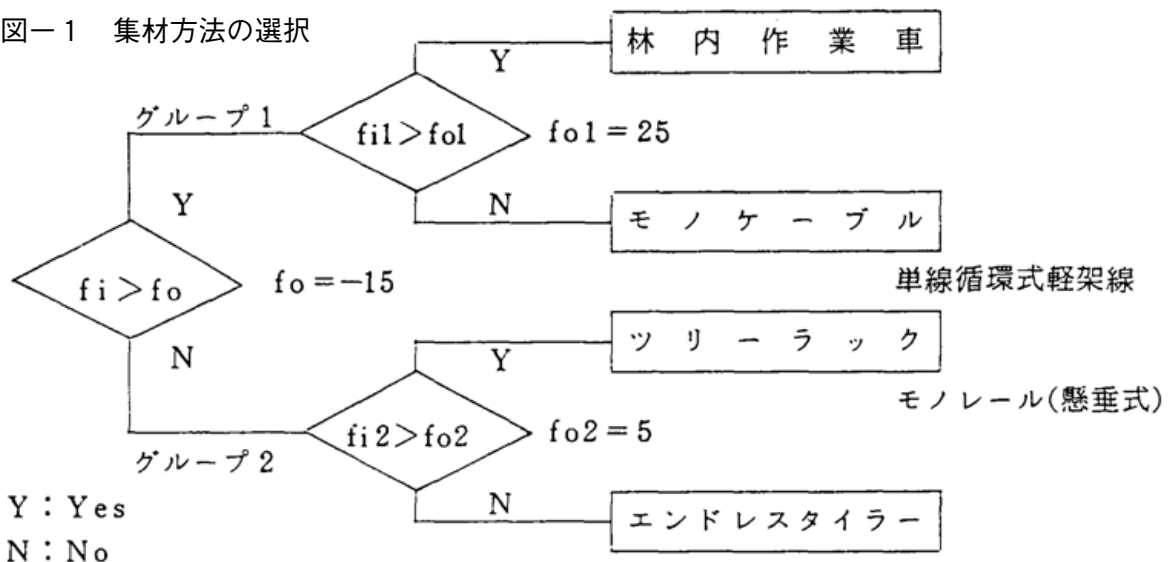 図－1　集材方法の選択
林内作業車
Y
グループ1
fi1＞fo1
fo1＝25
Y
N
モノケーブル
fi＞fo
fo＝−15
単線循環式軽架線
ツリーラック
N
Y
モノレール(懸垂式)
fi2＞fo2
fo2＝5
グループ2
Y：Yes
N
エンドレスタイラー
N：No